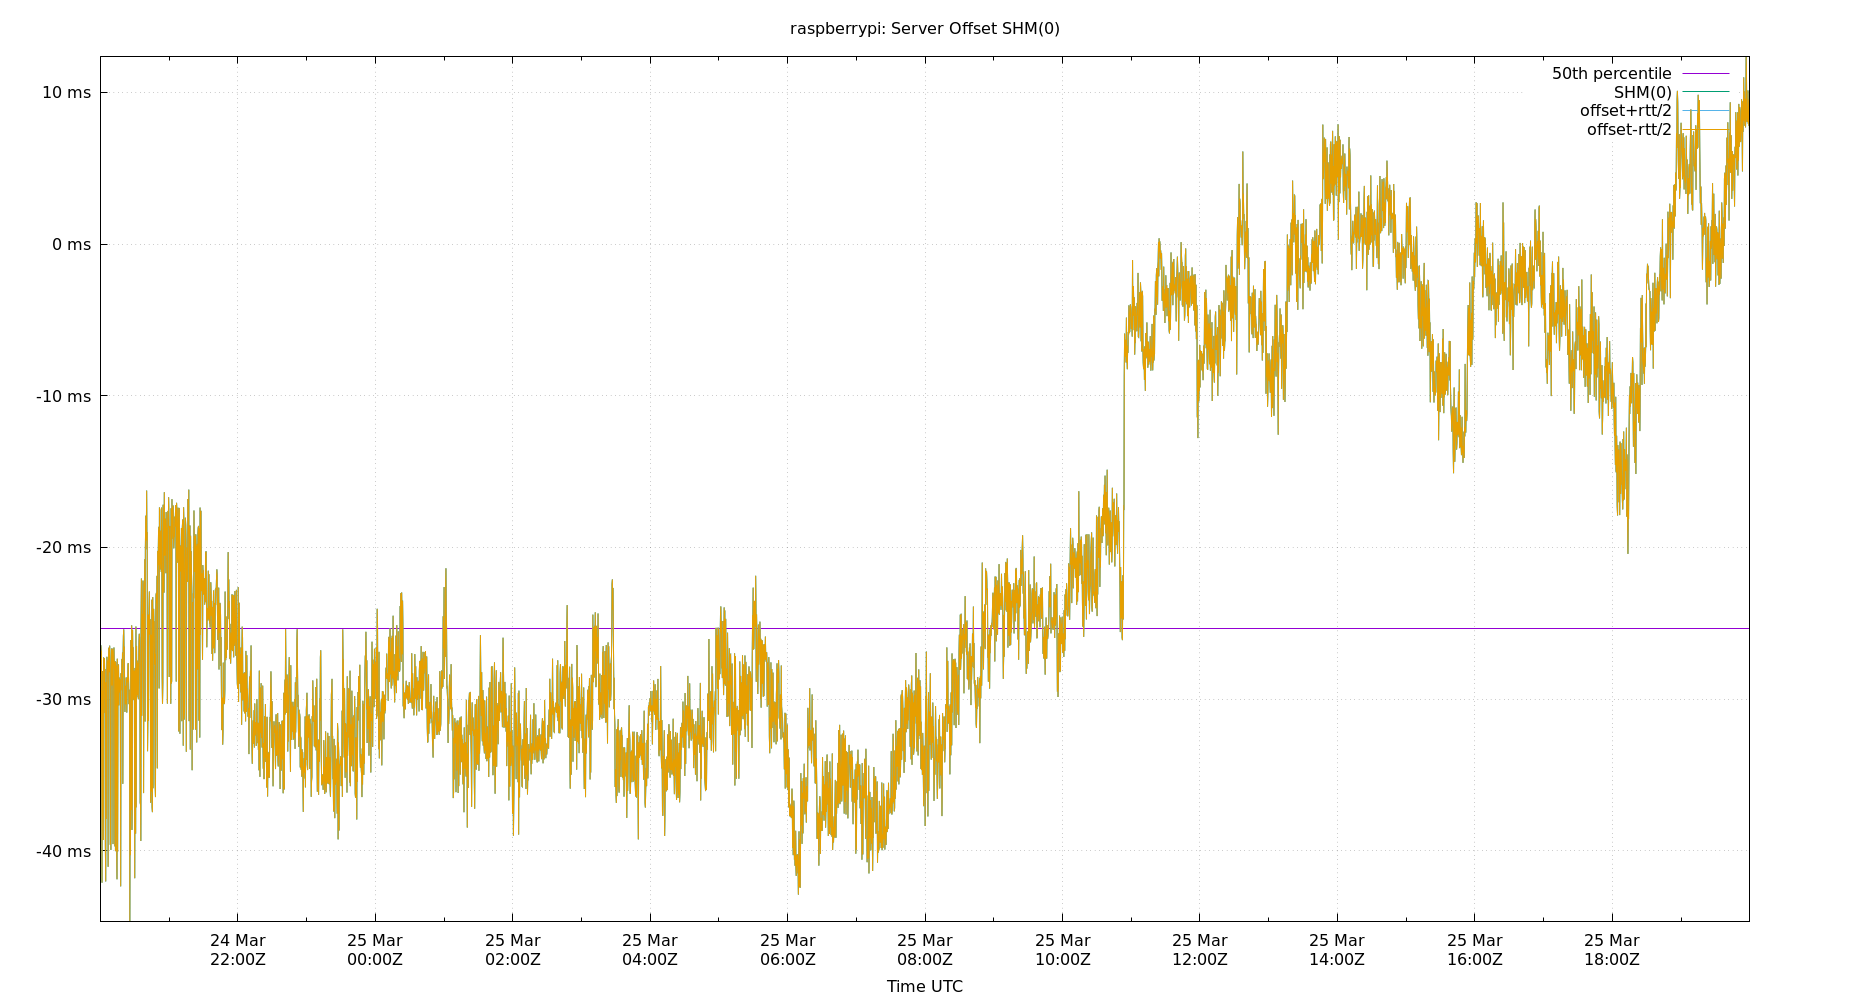 raspberrypi: Server Offset SHM(0)
50th percentile
SHM(0)
offset+rtt/2
offset-rtt/2
10 ms
0 ms
-10 ms
-20 ms
-30 ms
-40 ms
24 Mar 25 Mar 25 Mar 25 Mar 25 Mar 25 Mar 25 Mar 25 Mar 25 Mar 25 Mar 25 Mar
22:00Z 00:00Z 02:00Z 04:00Z 06:00Z 08:00Z 10:00Z 12:00Z 14:00Z 16:00Z 18:00Z
Time UTC